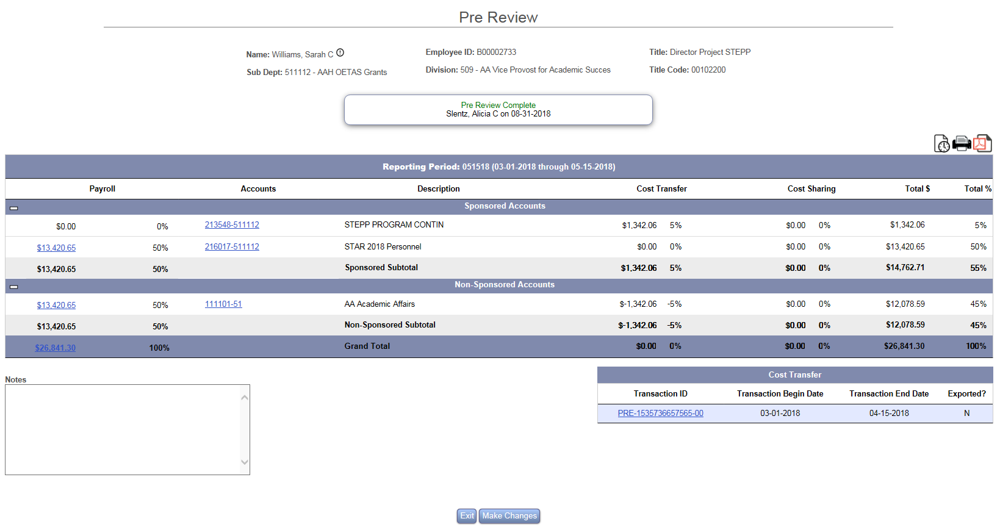 Pre Review
Name: Williams, Sarah C
Employee ID: B00002733
Title: Director Project STEPP
Sub Dept: 511112 - AAH OETAS Grants
Division: 509 - AA Vice Provost for Academic Succes
Title Code: 00102200
Pre Review Complete
Slentz, Alicia C on 08-31-2018
Reporting Period: 051518 (03-01-2018 through 05-15-2018)
Payroll Accounts Description Cost Transfer Cost Sharing Total $ Total %
Sponsored Accounts
$0.00 0% 213548-511112 STEPP PROGRAM CONTIN $1,342.06 5% $0.00 0% $1,342.06 5%
$13,420.65 50% 216017-511112 STAR 2018 Personnel $0.00 0% $0.00 0% $13,420.65 50%
$13,420.65 50% Sponsored Subtotal $1,342.06 5% $0.00 0% $14,762.71 55%
Non-Sponsored Accounts
$13,420.65 50% 111101-51 AA Academic Affairs $-1,342.06 -5% $0.00 0% $12,078.59 45%
$13,420.65 50% Non-Sponsored Subtotal $-1,342.06 -5% $0.00 0% $12,078.59 45%
$26,841.30 100% Grand Total $0.00 0% $0.00 0% $26,841.30 100%
Notes
Cost Transfer
Transaction ID Transaction Begin Date Transaction End Date Exported?
PRE-1535736657565-00 03-01-2018 04-15-2018 N
Exit Make Changes